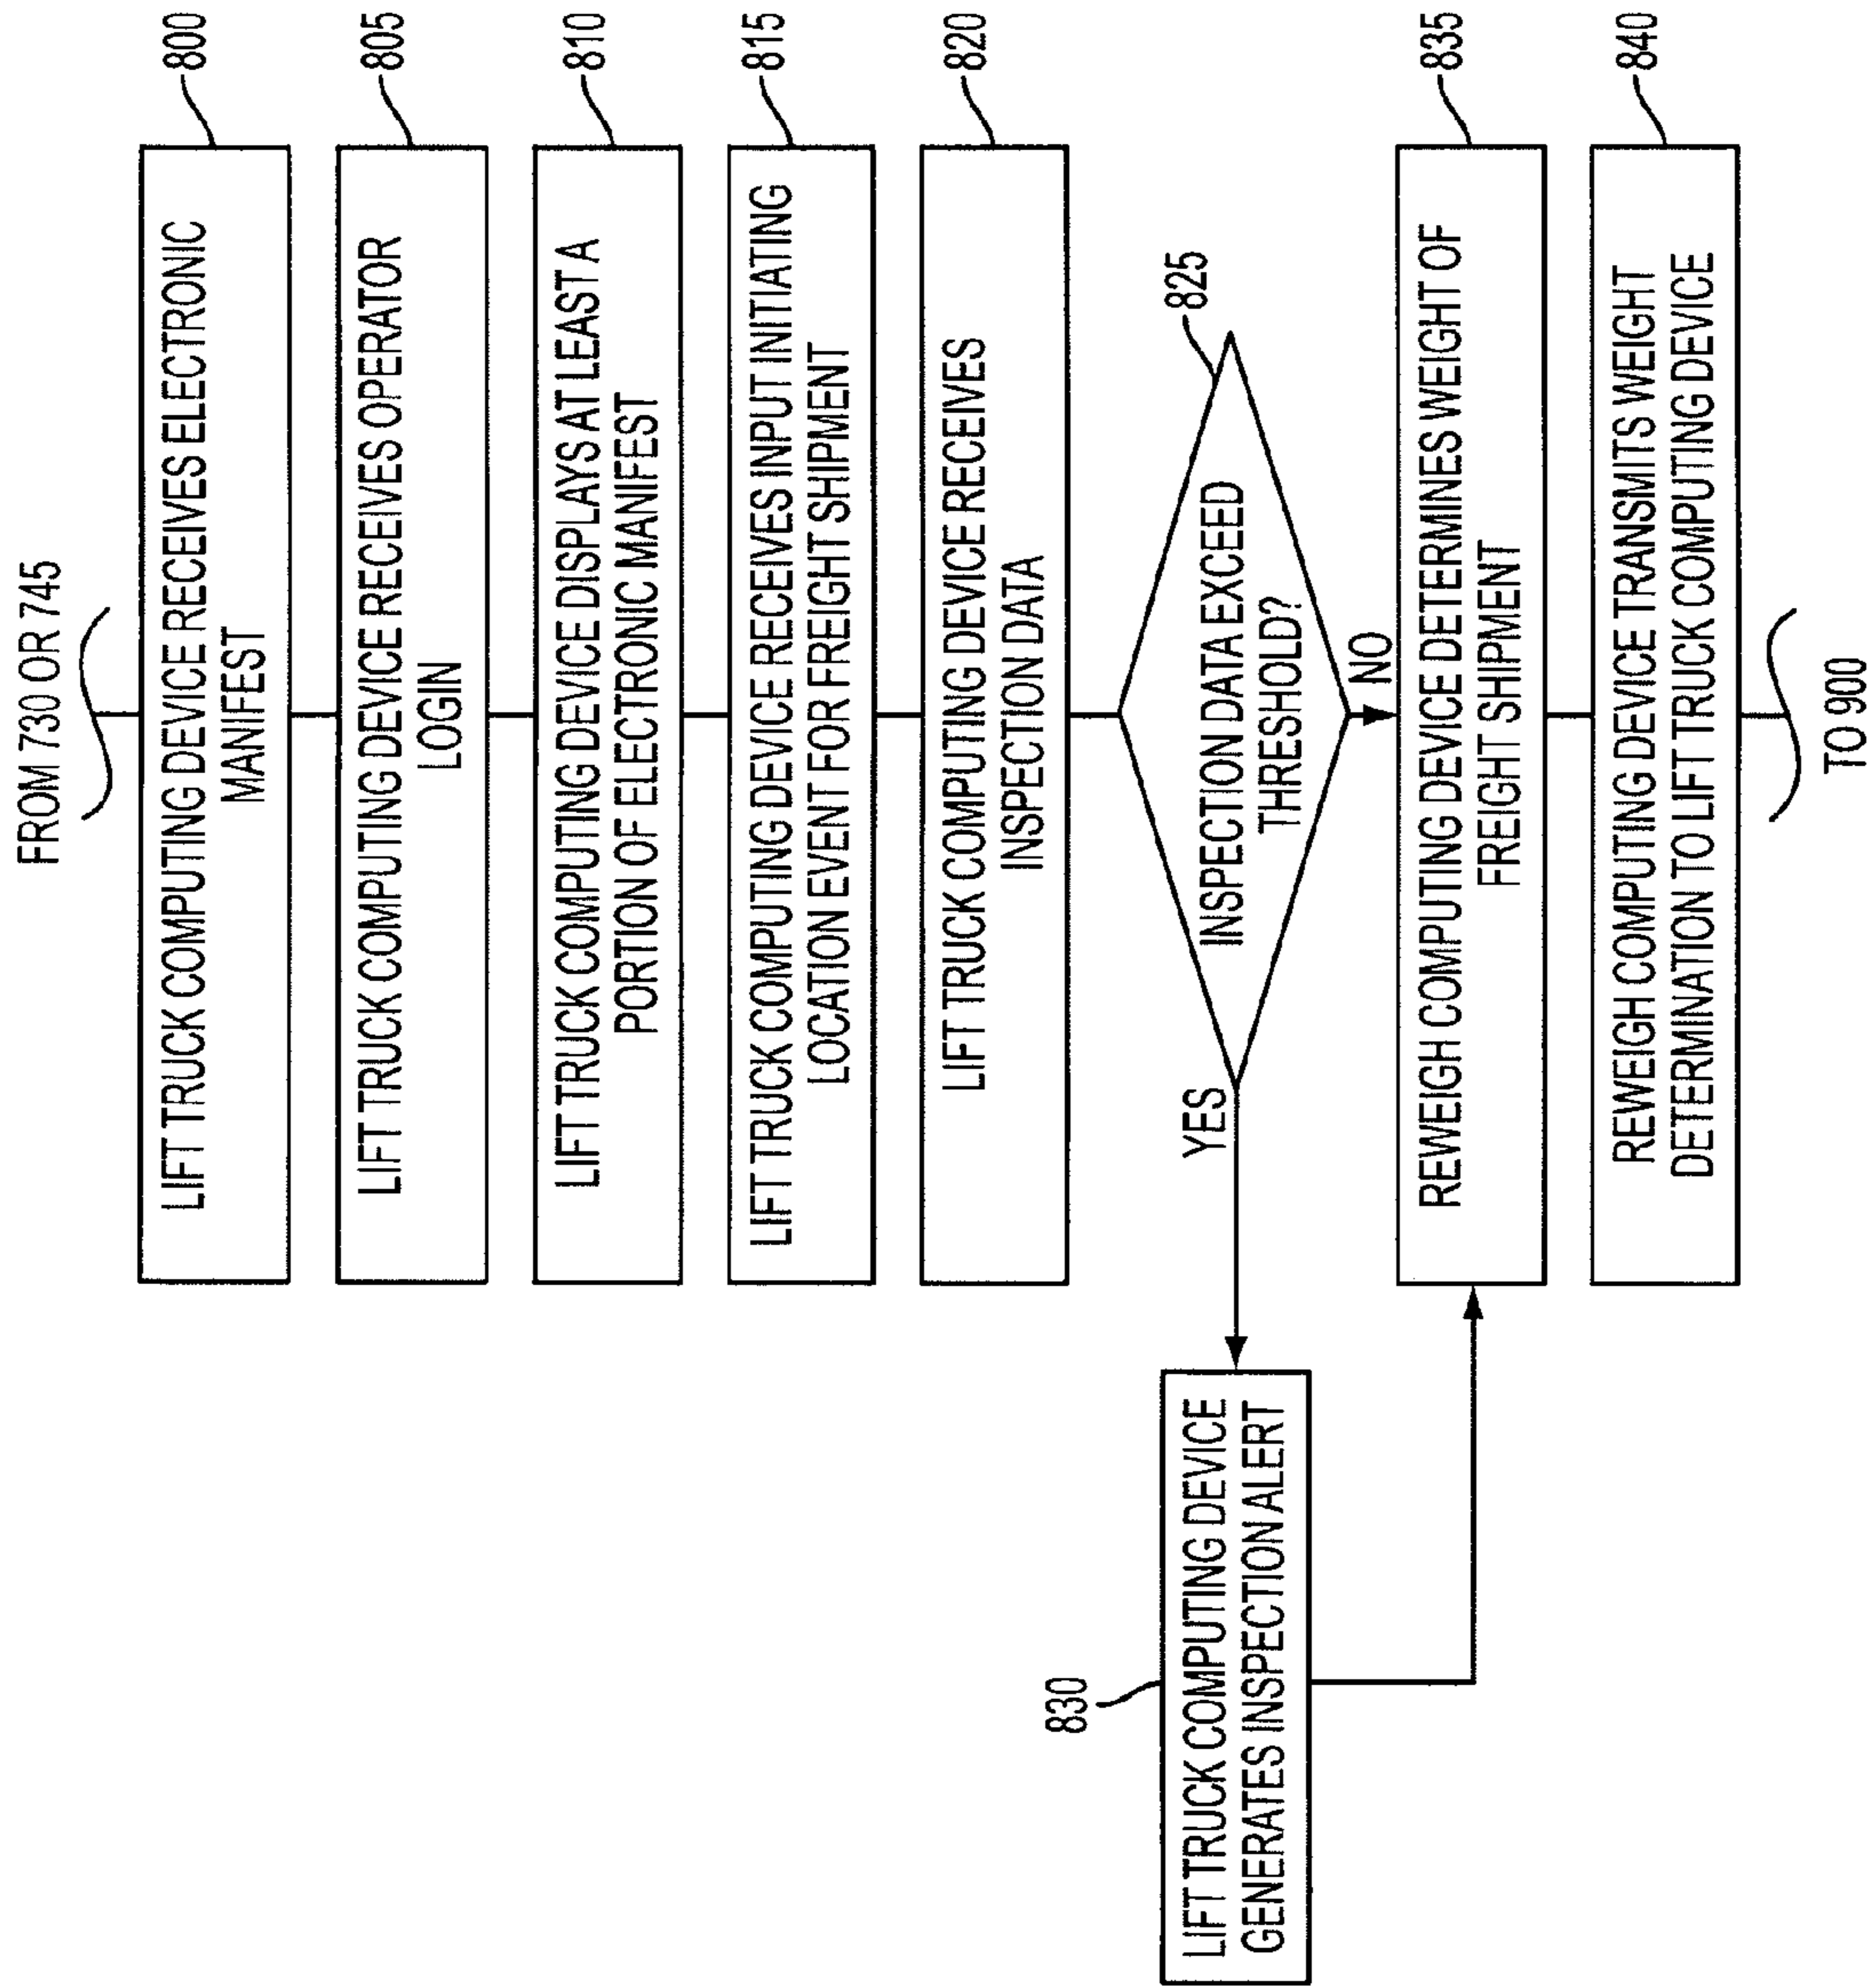 FROM 730 OR 745
LIFT TRUCK COMPUTING DEVICE RECEIVES ELECTRONIC
MANIFEST
800
LIFT TRUCK COMPUTING DEVICE RECEIVES OPERATOR
LOGIN
805
LIFT TRUCK COMPUTING DEVICE DISPLAYS AT LEAST A
PORTION OF ELECTRONIC MANIFEST
810
LIFT TRUCK COMPUTING DEVICE RECEIVES INPUT INITIATING
LOCATION EVENT FOR FREIGHT SHIPMENT
815
LIFT TRUCK COMPUTING DEVICE RECEIVES
INSPECTION DATA
820
INSPECTION DATA EXCEED
THRESHOLD?
825
YES
NO
830
LIFT TRUCK COMPUTING DEVICE
GENERATES INSPECTION ALERT
REWEIGH COMPUTING DEVICE DETERMINES WEIGHT OF
FREIGHT SHIPMENT
835
REWEIGH COMPUTING DEVICE TRANSMITS WEIGHT
DETERMINATION TO LIFT TRUCK COMPUTING DEVICE
840
TO 900